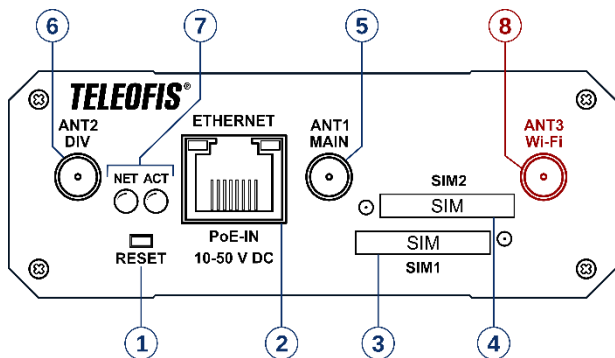 6
7
5
8
TELEOFIS®
ANT2
DIV
ETHERNET
ANT1
MAIN
ANT3
Wi-Fi
NET ACT
SIM2
SIM
PoE-IN
10-50 V DC
RESET
SIM
SIM1
1
2
3
4